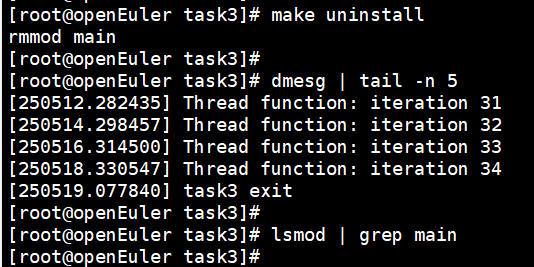 [root@openEuler task3]# make uninstall
rmmod main
[root@openEuler task3]#
[root@openEuler task3]# dmesg | tail -n 5
[250512.282435] Thread function: iteration 31
[250514.298457] Thread function: iteration 32
[250516.314500] Thread function: iteration 33
[250518.330547] Thread function: iteration 34
[250519.077840] task3 exit
[root@openEuler task3]#
[root@openEuler task3]# lsmod | grep main
[root@openEuler task3]#